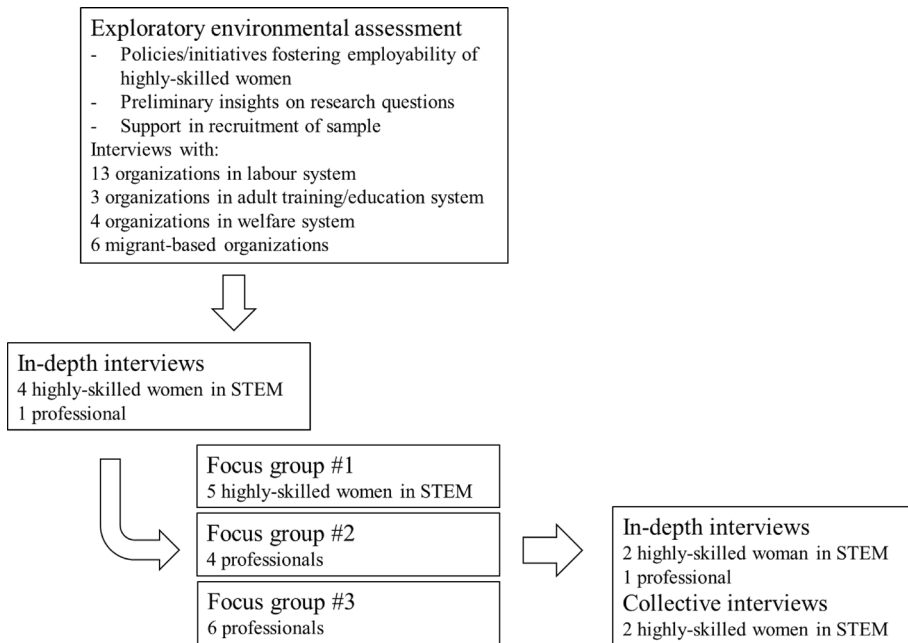 Exploratory environmental assessment
- Policies/initiatives fostering employability of
highly-skilled women
- Preliminary insights on research questions
- Support in recruitment of sample
Interviews with:
13 organizations in labour system
3 organizations in adult training/education system
4 organizations in welfare system
6 migrant-based organizations
In-depth interviews
4 highly-skilled women in STEM
1 professional
Focus group #1
5 highly-skilled women in STEM
Focus group #2
4 professionals
Focus group #3
6 professionals
In-depth interviews
2 highly-skilled woman in STEM
1 professional
Collective interviews
2 highly-skilled women in STEM